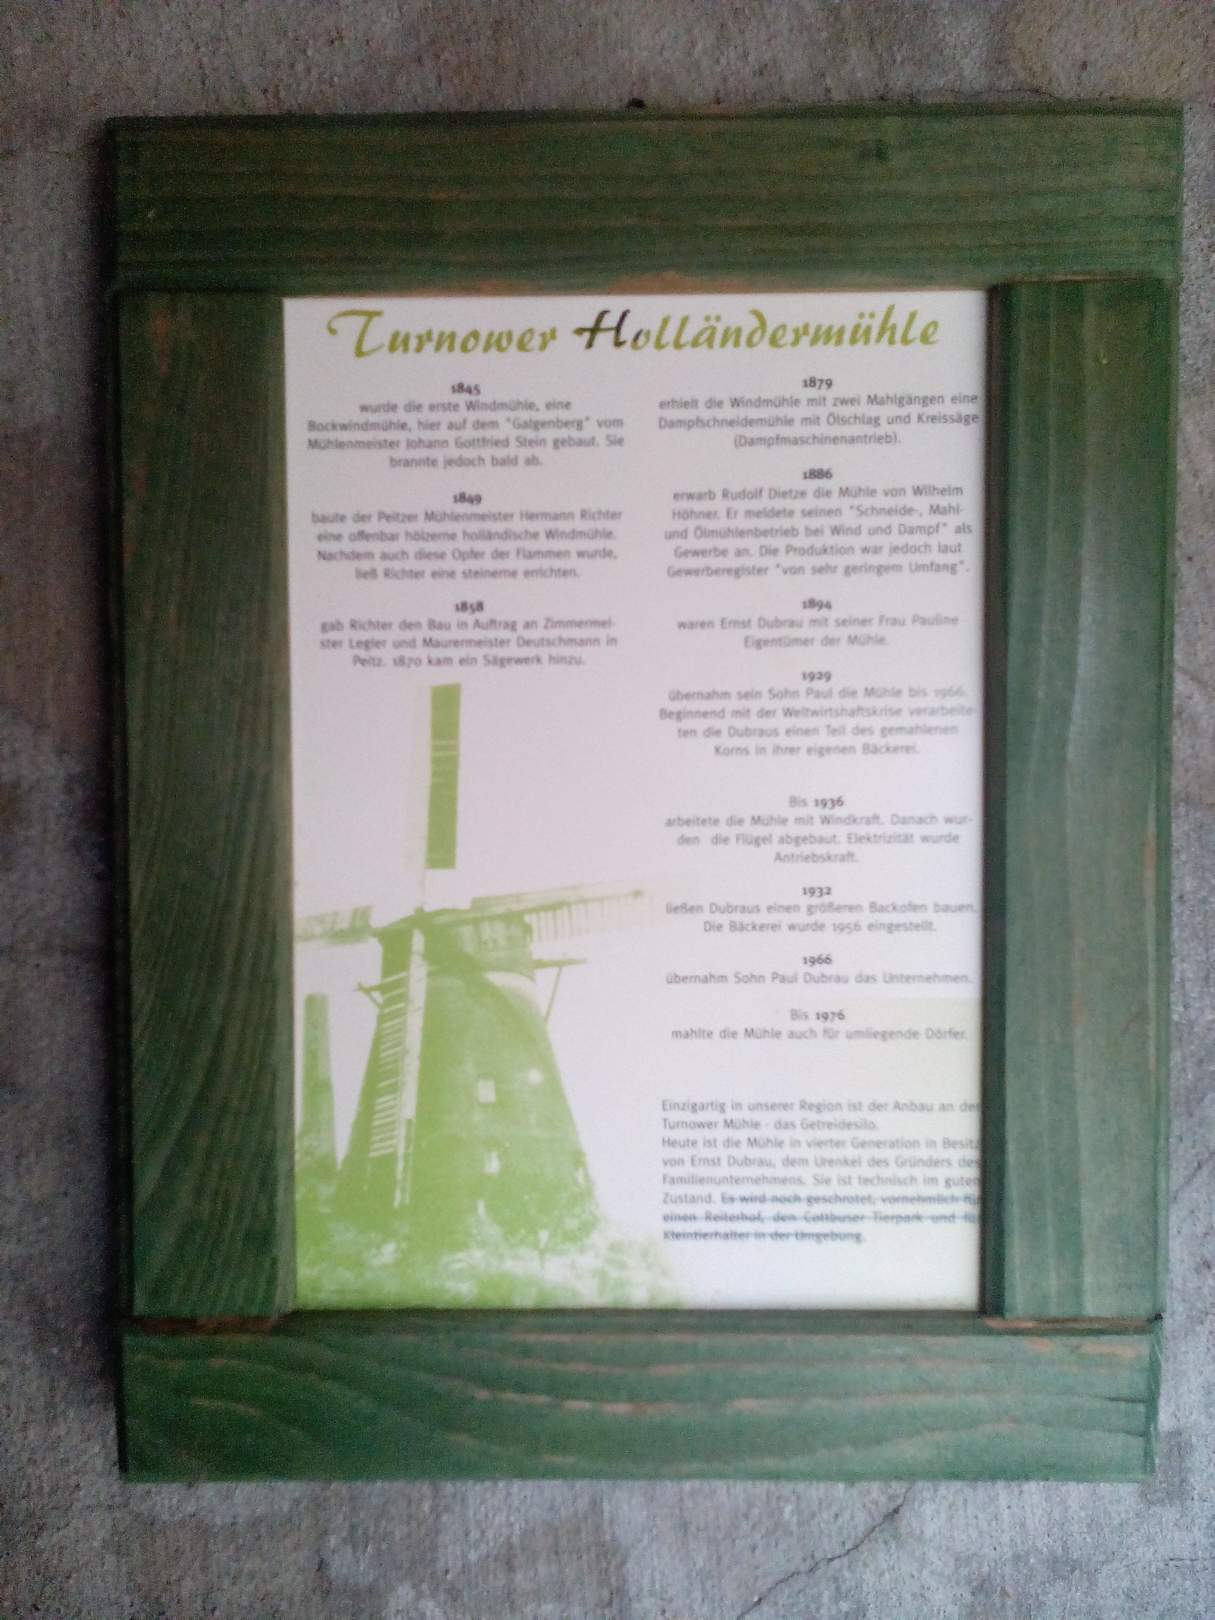 Turnower Holländermühle
1845
wurde die erste Windmühle, eine
Bockwindmühle, hier auf dem "Galgenberg" vom
Mühlenmeister Johann Gottfried Stein gebaut. Sie
brannte jedoch bald ab.
1849
baute der Peitzer Mühlenmeister Hermann Richter
eine offenbar hölzerne holländische Windmühle.
Nachdem auch diese Opfer der Flammen wurde,
ließ Richter eine steinerne errichten.
1858
gab Richter den Bau in Auftrag an Zimmermei-
ster Legler und Maurermeister Deutschmann in
Peitz. 1870 kam ein Sägewerk hinzu.
1879
erhielt die Windmühle mit zwei Mahlgängen eine
Dampfschneidemühle mit Ölschlag und Kreissäge
(Dampfmaschinenantrieb).
1886
erwarb Rudolf Dietze die Mühle von Wilhelm
Höhner. Er meldete seinen "Schneide-, Mahl-
und Ölmühlenbetrieb bei Wind und Dampf" als
Gewerbe an. Die Produktion war jedoch laut
Gewerberegister "von sehr geringem Umfang".
1894
waren Ernst Dubrau mit seiner Frau Pauline
Eigentümer der Mühle.
1929
übernahm sein Sohn Paul die Mühle bis 1966.
Beginnend mit der Weltwirtshaftskrise verarbeite-
ten die Dubraus einen Teil des gemahlenen
Korns in ihrer eigenen Bäckerei.
Bis 1936
arbeitete die Mühle mit Windkraft. Danach wur-
den die Flügel abgebaut. Elektrizität wurde
Antriebskraft.
1932
ließen Dubraus einen größeren Backofen bauen.
Die Bäckerei wurde 1956 eingestellt.
1966
übernahm Sohn Paul Dubrau das Unternehmen.
Bis 1976
mahlte die Mühle auch für umliegende Dörfer.
Einzigartig in unserer Region ist der Anbau an der
Turnower Mühle - das Getreidesilo.
Heute ist die Mühle in vierter Generation in Besitz
von Ernst Dubrau, dem Urenkel des Gründers des
Familienunternehmens. Sie ist technisch im guten
Zustand. Es wird noch geschrotet, vornehmlich für
einen Reiterhof, den Cottbuser Tierpark und für
Kleintierhalter in der Umgebung.